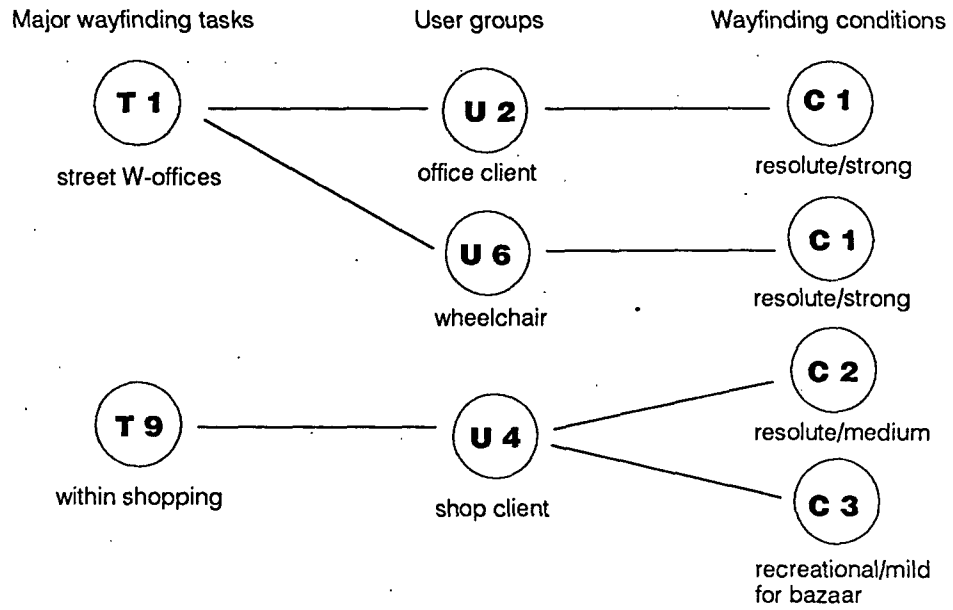 Major wayfinding tasks
User groups
Wayfinding conditions
T 1
U 2
C 1
street W-offices
office client
resolute/strong
U 6
C 1
wheelchair
resolute/strong
C 2
T 9
U 4
resolute/medium
within shopping
shop client
C 3
recreational/mild
for bazaar